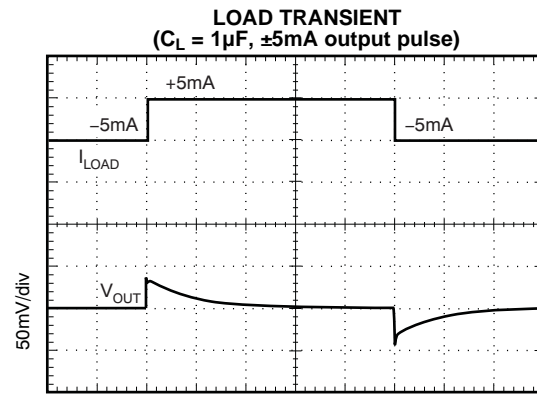 LOAD TRANSIENT
(CL = 1µF, ±5mA output pulse)
+5mA
−5mA
−5mA
ILOAD
VOUT
50mV/div